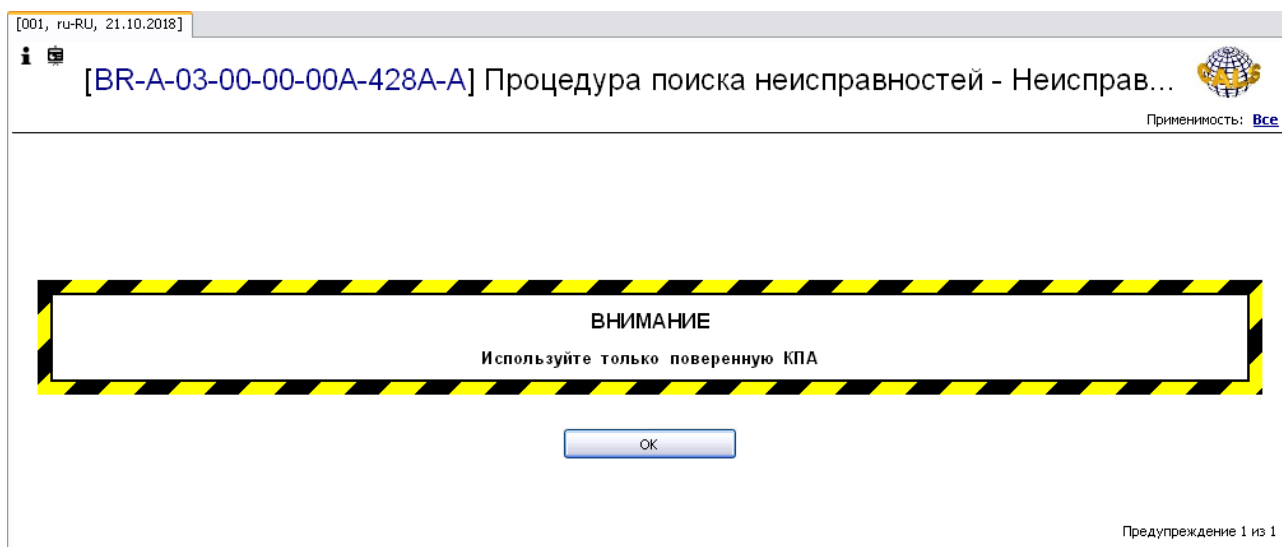 [001, ru-RU, 21.10.2018]
[BR-A-03-00-00-00A-428A-A] Процедура поиска неисправностей - Неисправ...
CALS
Применимость: Все
ВНИМАНИЕ
Используйте только поверенную КПА
OK
Предупреждение 1 из 1